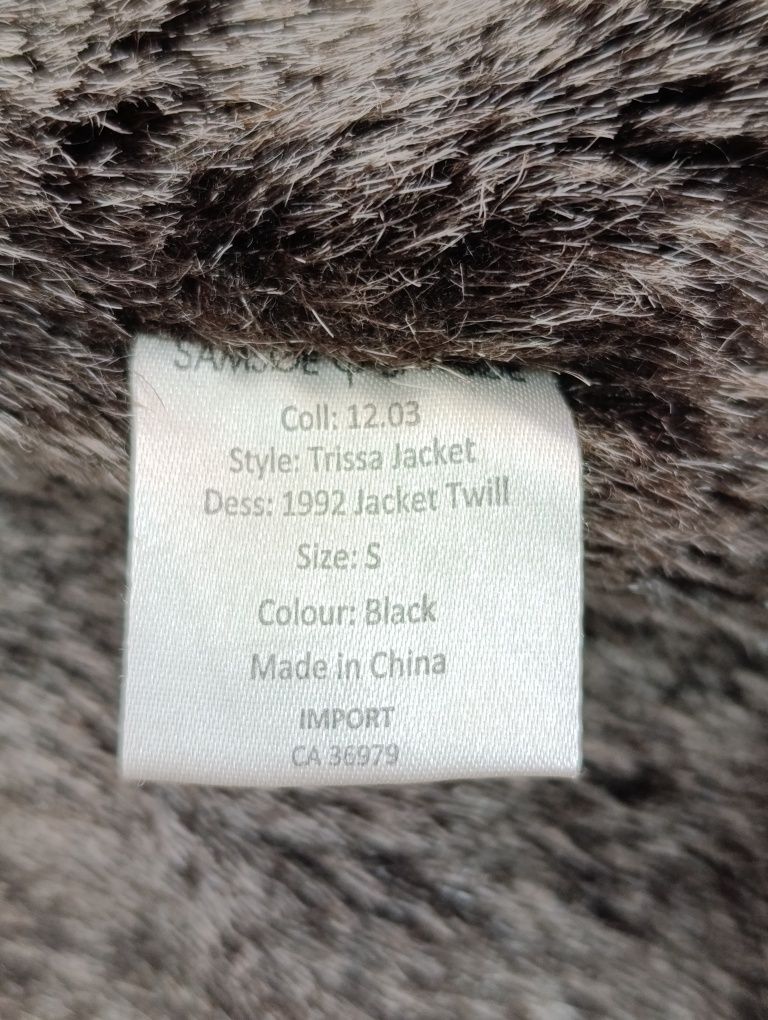 SAMSØE &
Coll: 12.03
Style: Trissa Jacket
Dess: 1992 Jacket Twill
Size: S
Colour: Black
Made in China
IMPORT
CA 36979